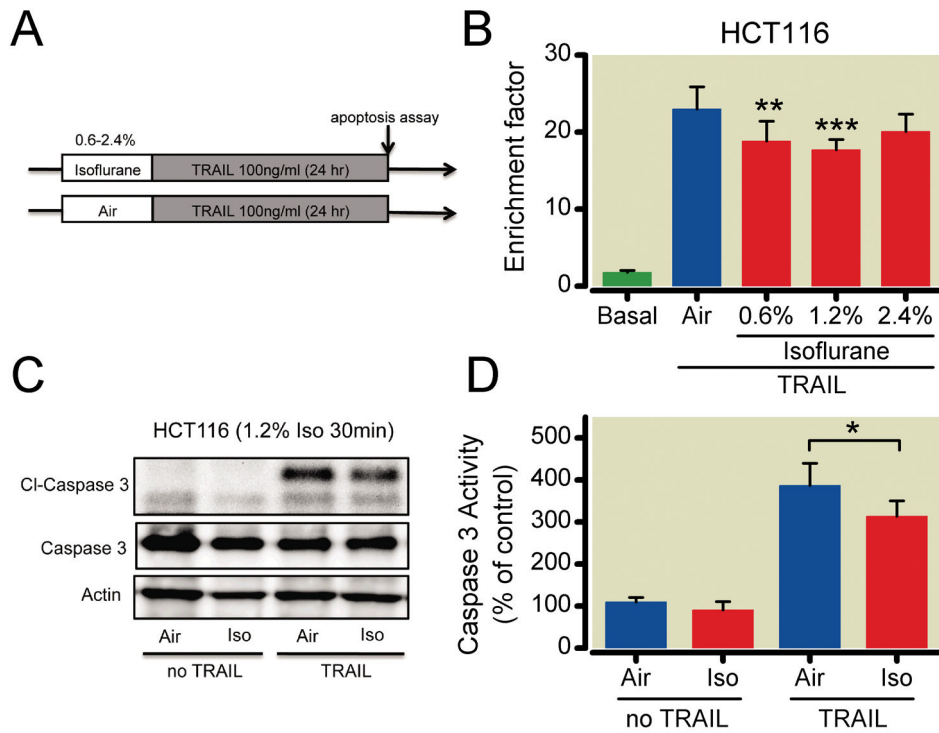 A
0.6-2.4%
apoptosis assay
Isoflurane
TRAIL 100ng/ml (24 hr)
Air
TRAIL 100ng/ml (24 hr)
B
HCT116
Enrichment factor
30
20
10
0
**
***
Basal
Air
0.6%
1.2%
2.4%
Isoflurane
TRAIL
C
HCT116 (1.2% Iso 30min)
Cl-Caspase 3
Caspase 3
Actin
Air
Iso
Air
Iso
no TRAIL
TRAIL
D
Caspase 3 Activity
(% of control)
500
300
100
0
*
Air
Iso
Air
Iso
no TRAIL
TRAIL